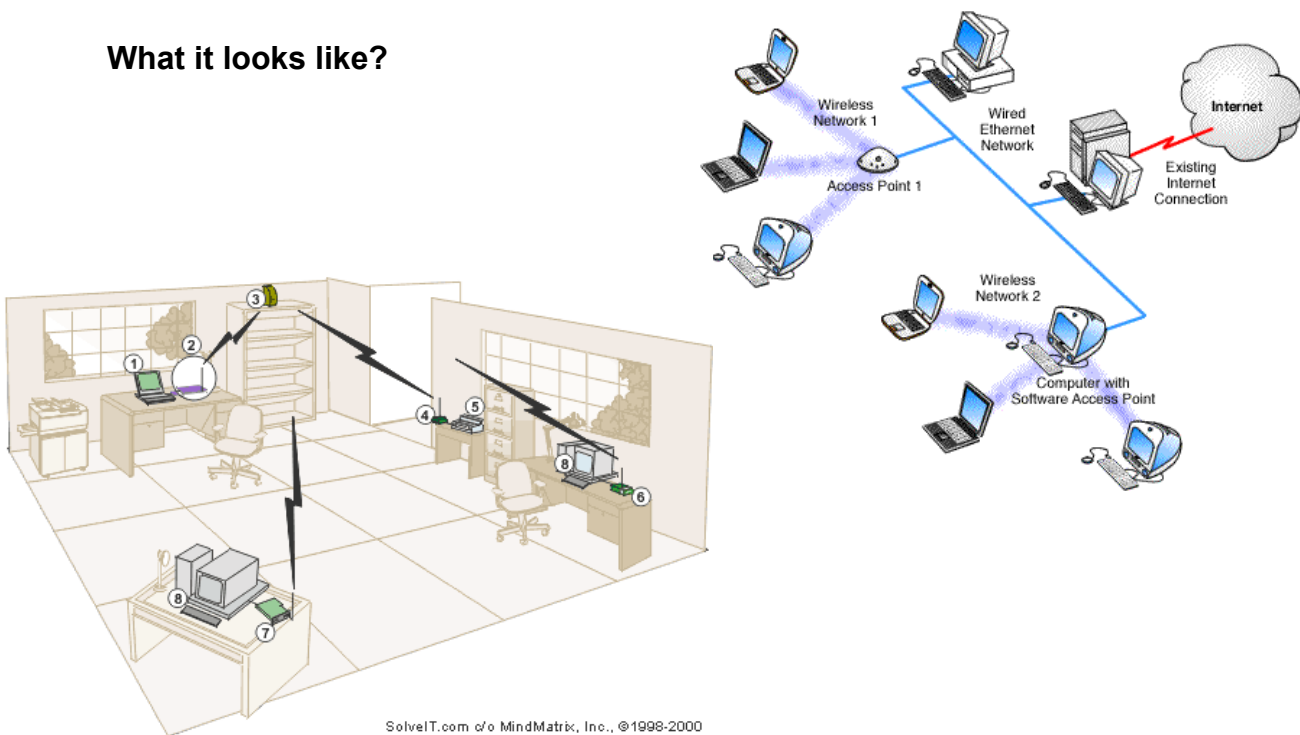 What it looks like?
Wireless
Network 1
Access Point 1
Wired
Ethernet
Network
Internet
Existing
Internet
Connection
Wireless
Network 2
Computer with
Software Access Point
3
2
1
4
5
8
6
8
7
SolveIT.com c/o MindMatrix, Inc., ©1998-2000